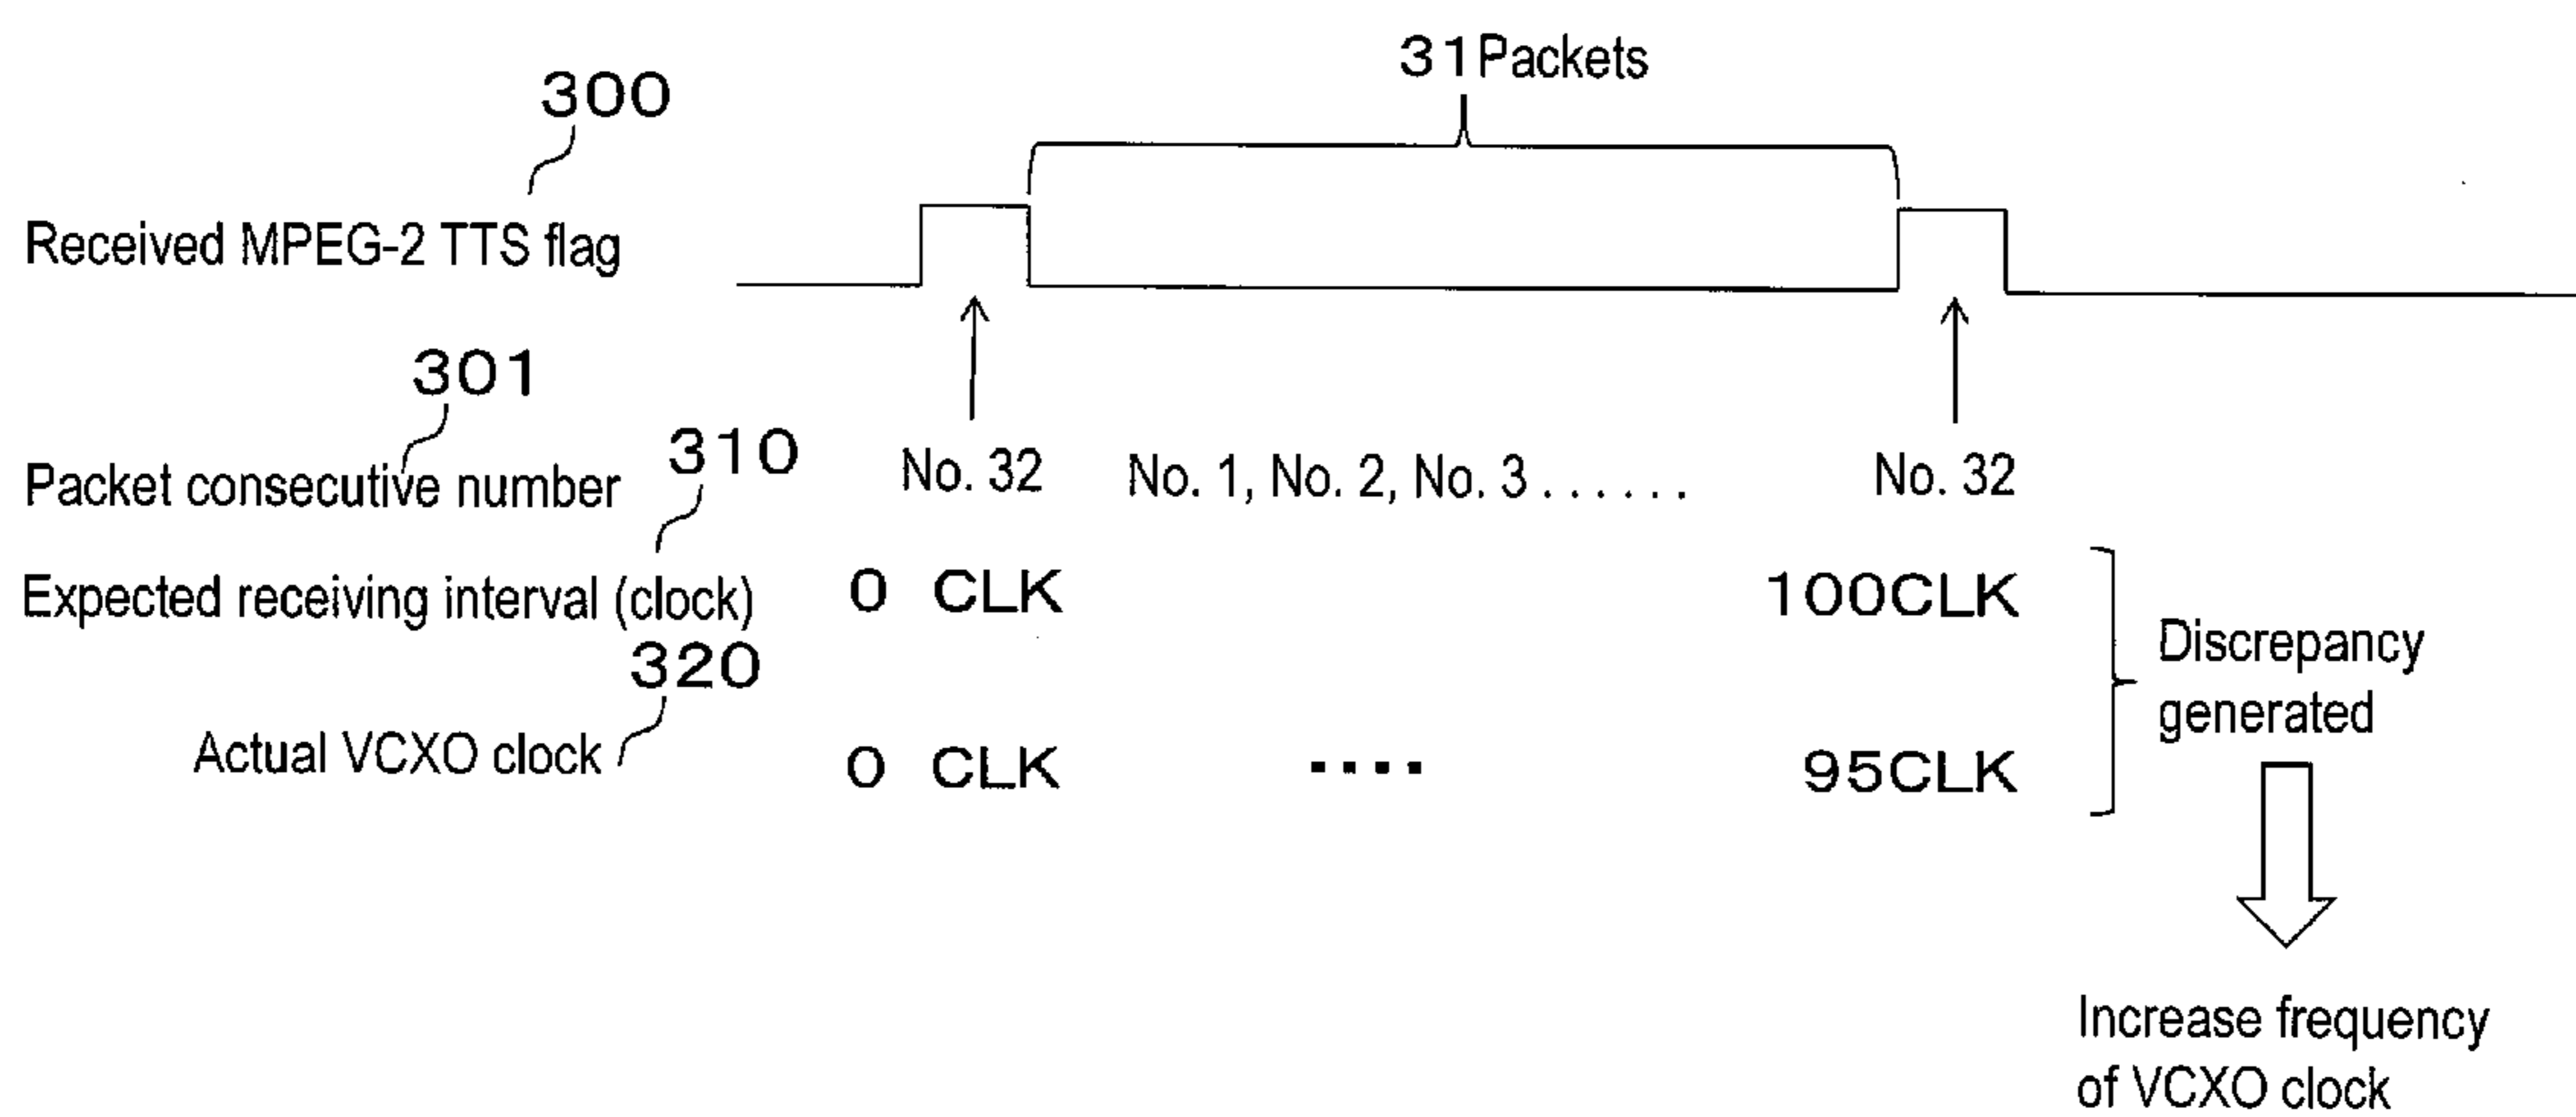 31Packets
300
Received MPEG-2 TTS flag
301
310
Packet consecutive number
No. 32
No. 1, No. 2, No. 3 . . . . . .
No. 32
Expected receiving interval (clock)
0 CLK
100CLK
320
Actual VCXO clock
0 CLK
....
95CLK
Discrepancy
generated
Increase frequency
of VCXO clock